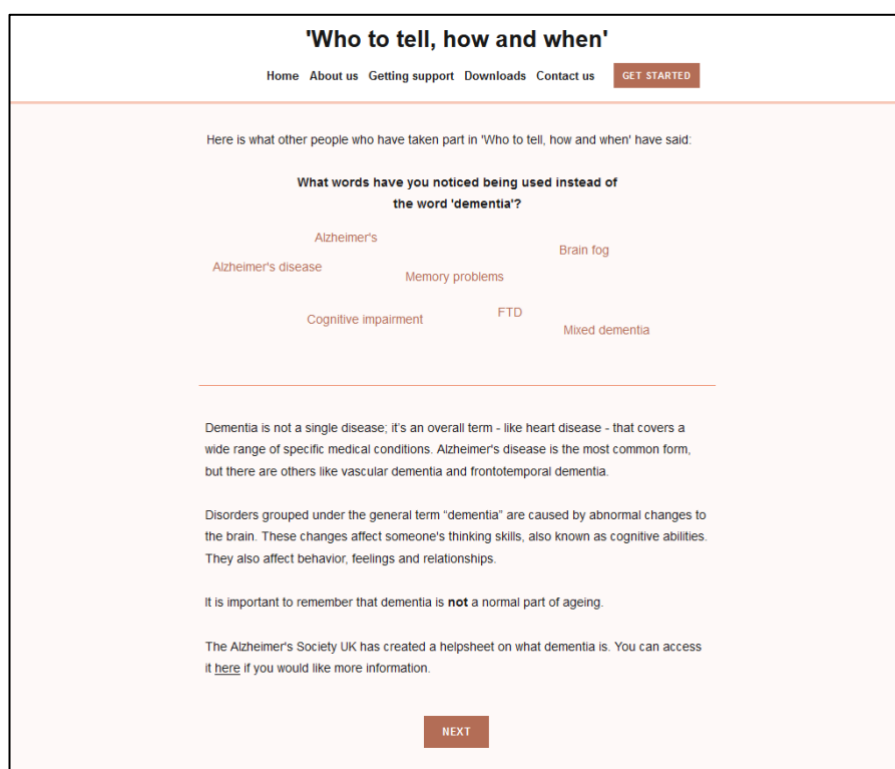 'Who to tell, how and when'
Home About us Getting support Downloads Contact us GET STARTED
Here is what other people who have taken part in 'Who to tell, how and when' have said:
What words have you noticed being used instead of
the word 'dementia'?
Alzheimer's
Brain fog
Alzheimer's disease
Memory problems
FTD
Cognitive impairment
Mixed dementia
Dementia is not a single disease; it's an overall term - like heart disease - that covers a
wide range of specific medical conditions. Alzheimer's disease is the most common form,
but there are others like vascular dementia and frontotemporal dementia.
Disorders grouped under the general term “dementia” are caused by abnormal changes to
the brain. These changes affect someone's thinking skills, also known as cognitive abilities.
They also affect behavior, feelings and relationships.
It is important to remember that dementia is not a normal part of ageing.
The Alzheimer's Society UK has created a helpsheet on what dementia is. You can access
it here if you would like more information.
NEXT